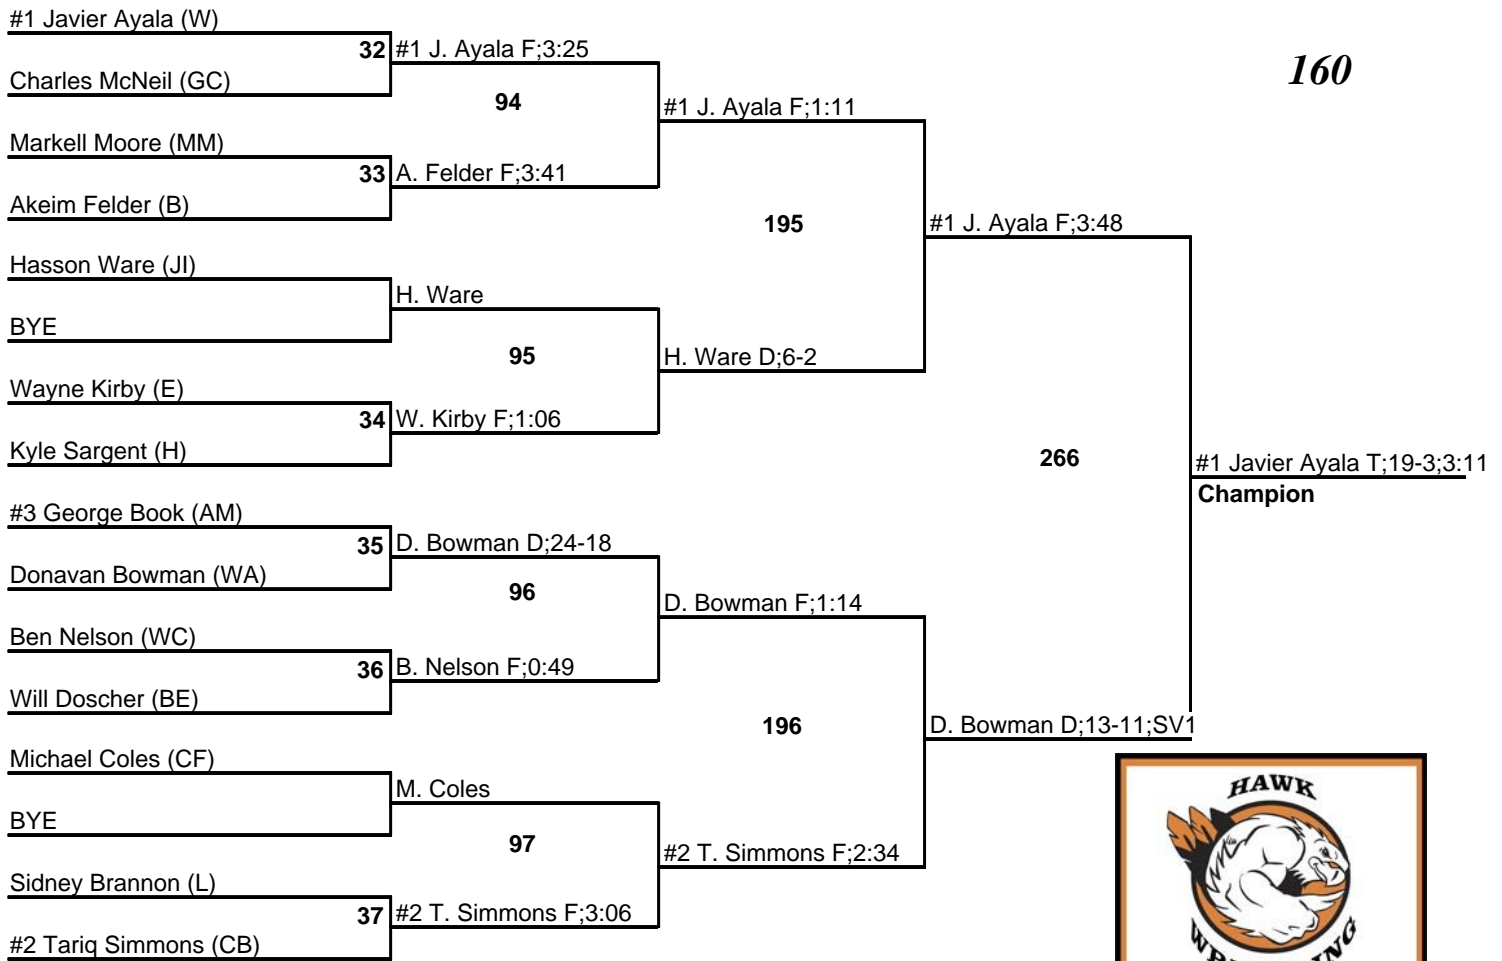 #1 Javier Ayala (W)
32 #1 J. Ayala F;3:25
160
Charles McNeil (GC)
94
#1 J. Ayala F;1:11
Markell Moore (MM)
33 A. Felder F;3:41
Akeim Felder (B)
195
#1 J. Ayala F;3:48
Hasson Ware (JI)
H. Ware
BYE
95
H. Ware D;6-2
Wayne Kirby (E)
34 W. Kirby F;1:06
Kyle Sargent (H)
266
#1 Javier Ayala T;19-3;3:11
Champion
#3 George Book (AM)
35 D. Bowman D;24-18
Donavan Bowman (WA)
96
D. Bowman F;1:14
Ben Nelson (WC)
36 B. Nelson F;0:49
Will Doscher (BE)
196
D. Bowman D;13-11;SV1
Michael Coles (CF)
M. Coles
BYE
97
#2 T. Simmons F;2:34
Sidney Brannon (L)
37 #2 T. Simmons F;3:06
#2 Tariq Simmons (CB)
HAWK
WRESTLING